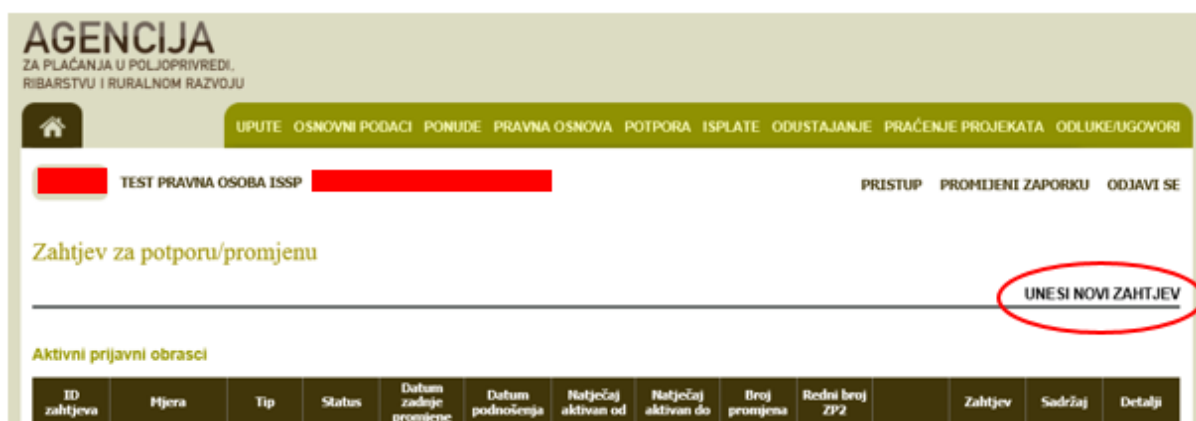 AGENCIJA
ZA PLAĆANJA U POLJOPRIVREDI,
RIBARSTVU I RURALNOM RAZVOJU
UPUTE OSNOVNI PODACI PONUDE PRAVNA OSNOVA POTPORA ISPLATE ODUSTAJANJE PRAĆENJE PROJEKATA ODLUKE/UGOVORI
TEST PRAVNA OSOBA ISSP PRISTUP PROMIJENI ZAPORKU ODJAVI SE
Zahtjev za potporu/promjenu
UNESI NOVI ZAHTJEV
Aktivni prijavni obrasci
ID zahtjeva Mjera Tip Status Datum zadnje promjene Datum podnošenja Natječaj aktivan od Natječaj aktivan do Broj promjena Redni broj ZP2 Zahtjev Sadržaj Detalji